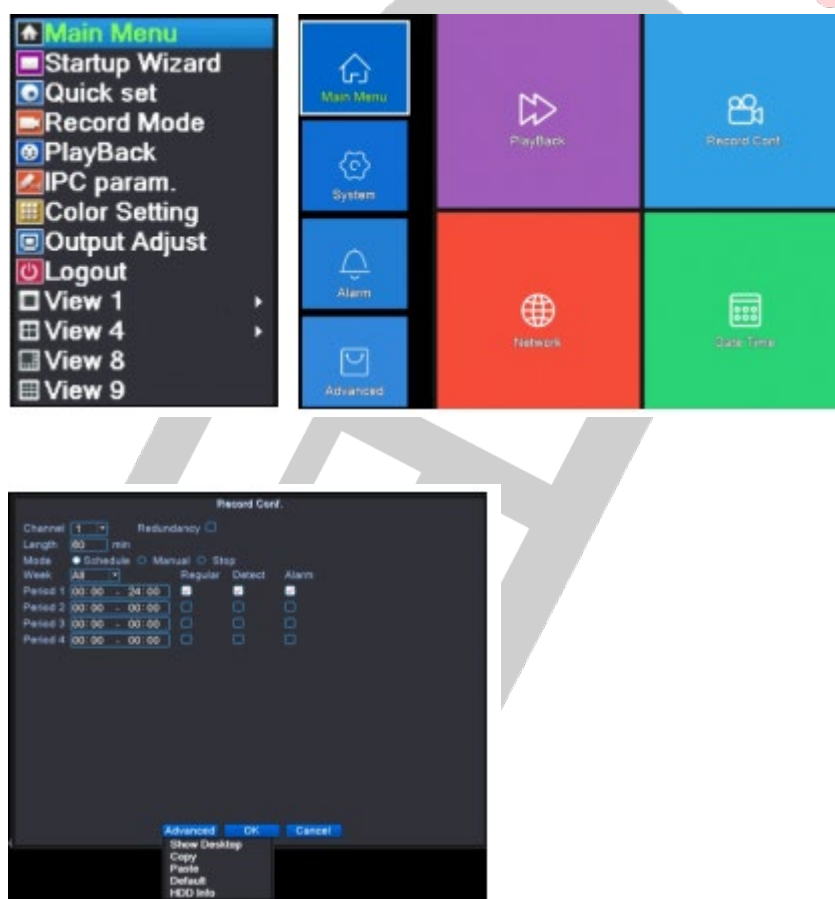 Main Menu
Startup Wizard
Quick set
Record Mode
PlayBack
IPC param.
Color Setting
Output Adjust
Logout
View 1
View 4
View 8
View 9
Main Menu
System
Alarm
Advanced
PlayBack
Record Conf.
Network
Date Time
Record Conf.
Channel 1 Redundancy
Length 60 min
Mode Schedule Manual Stop
Week All Regular Detect Alarm
Period 1 00:00 - 24:00
Period 2 00:00 - 00:00
Period 3 00:00 - 00:00
Period 4 00:00 - 00:00
Advanced OK Cancel
Show Desktop
Copy
Paste
Default
HDD Info